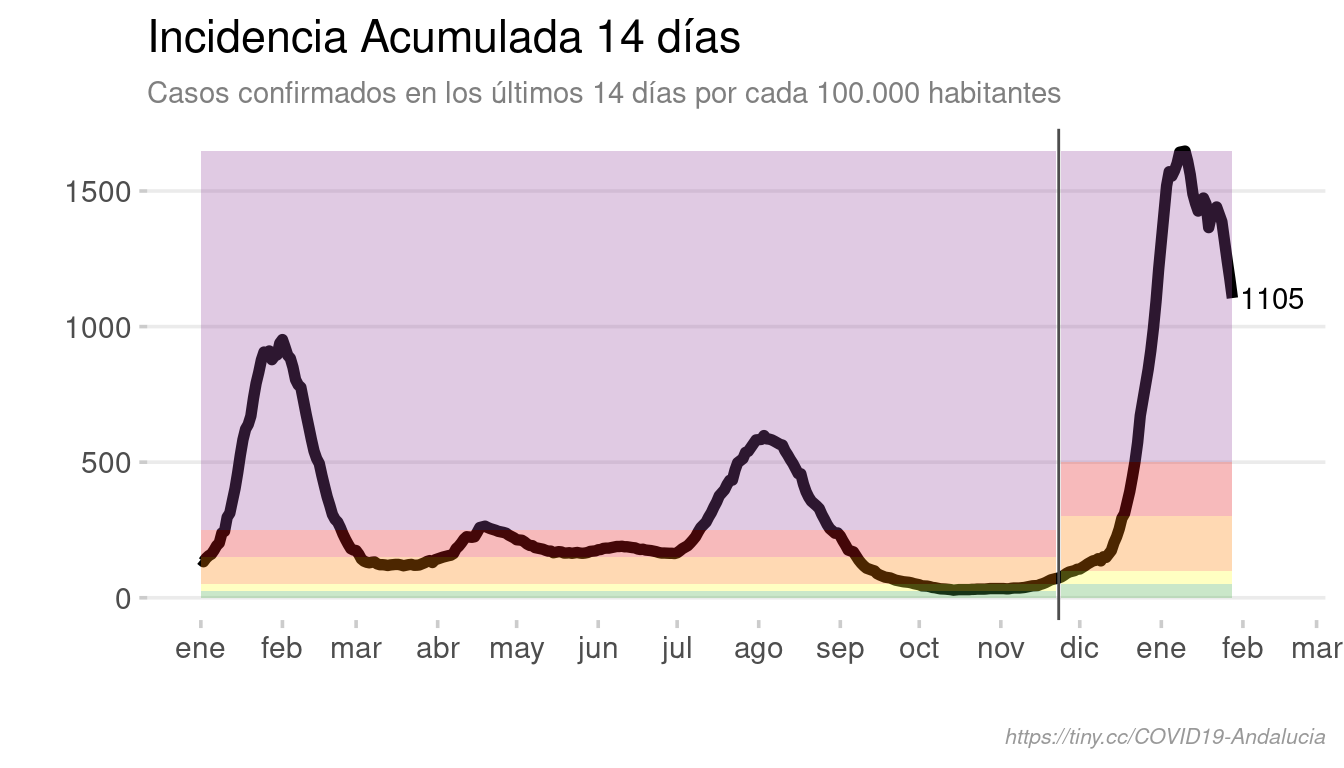 Incidencia Acumulada 14 días
Casos confirmados en los últimos 14 días por cada 100.000 habitantes
1500
1000
500
0
1105
ene feb mar abr may jun jul ago sep oct nov dic ene feb mar
https://tiny.cc/COVID19-Andalucia